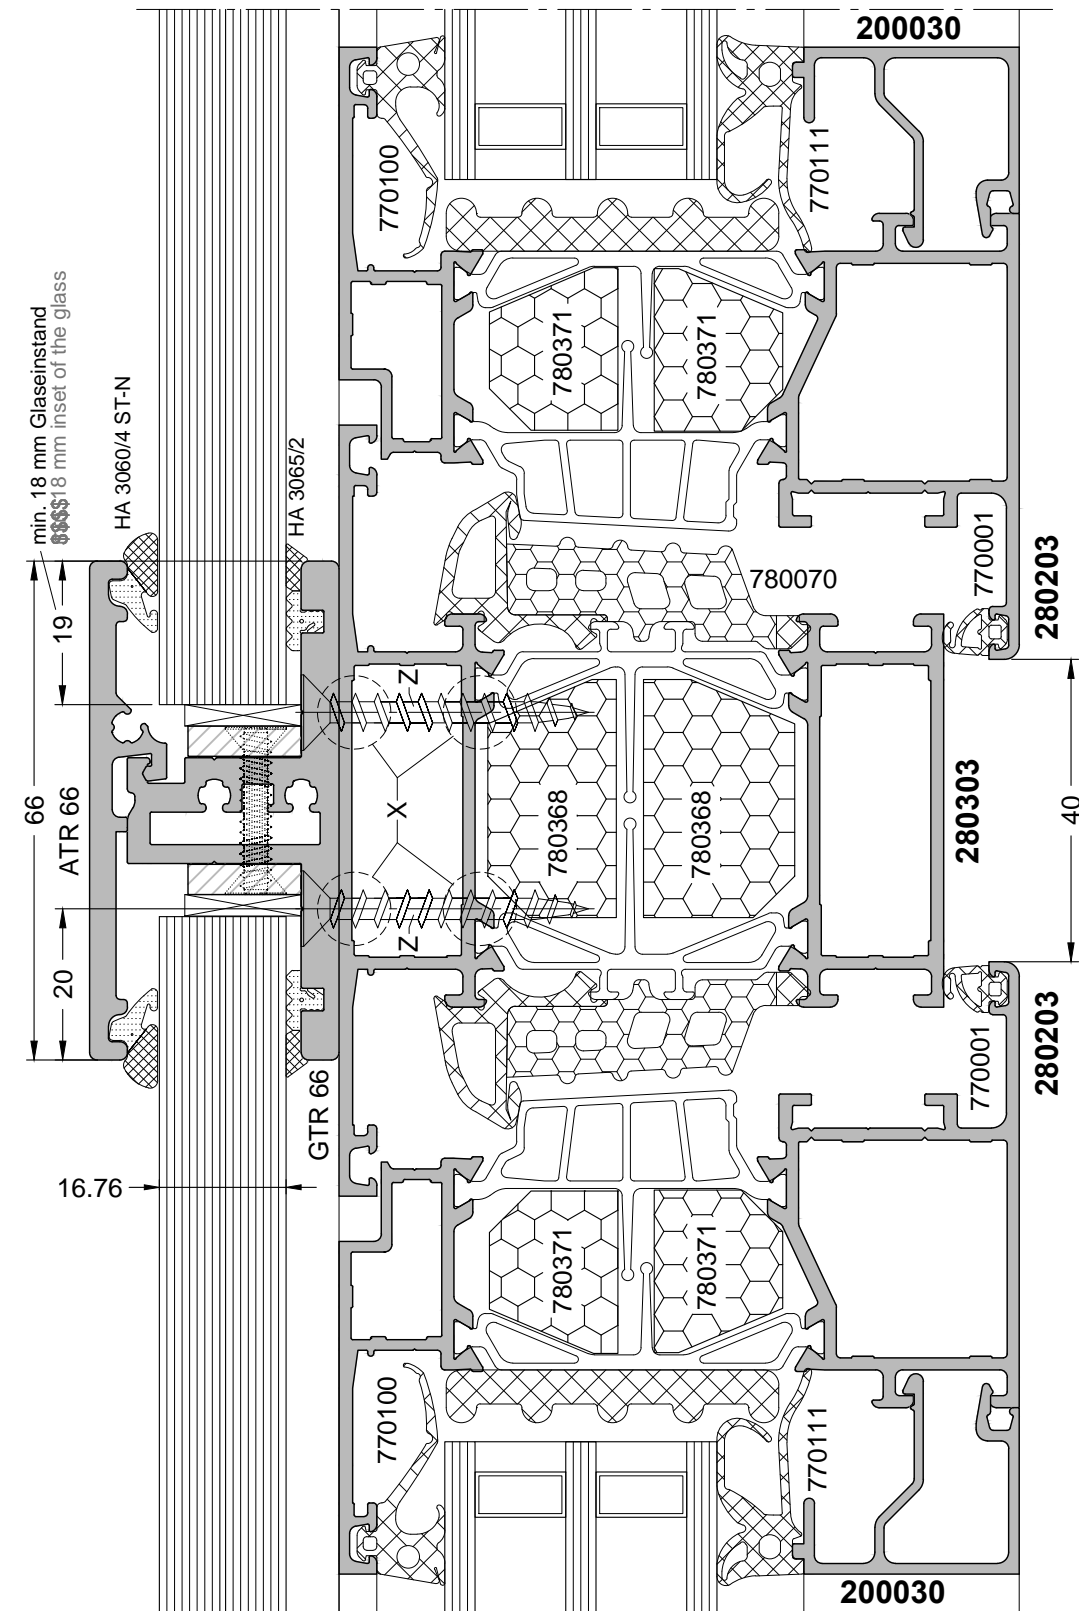 200030
770100
770111
min. 18 mm Glaseinstand
18 mm inset of the glass
HA 3060/4 ST-N
HA 3065/2
780371
780371
770001
280203
780070
19
66
ATR 66
Z
X
780368
780368
280303
40
Z
20
GTR 66
770001
280203
16.76
780371
780371
770100
770111
200030